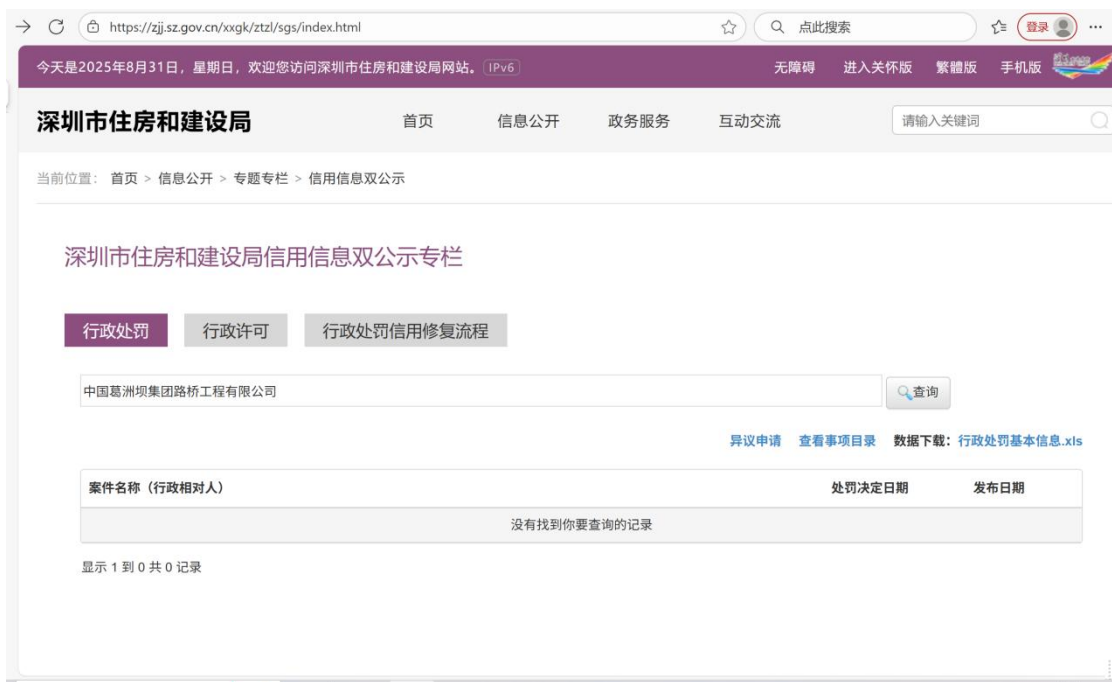 https://zjj.sz.gov.cn/xxgk/ztzl/sgs/index.html 点此搜索 登录
今天是2025年8月31日，星期日，欢迎您访问深圳市住房和建设局网站。 IPv6 无障碍 进入关怀版 繁體版 手机版
深圳市住房和建设局 首页 信息公开 政务服务 互动交流 请输入关键词
当前位置： 首页 > 信息公开 > 专题专栏 > 信用信息双公示
深圳市住房和建设局信用信息双公示专栏
行政处罚 行政许可 行政处罚信用修复流程
中国葛洲坝集团路桥工程有限公司 查询
异议申请 查看事项目录 数据下载：行政处罚基本信息.xls
案件名称（行政相对人） 处罚决定日期 发布日期
没有找到你要查询的记录
显示 1 到 0 共 0 记录